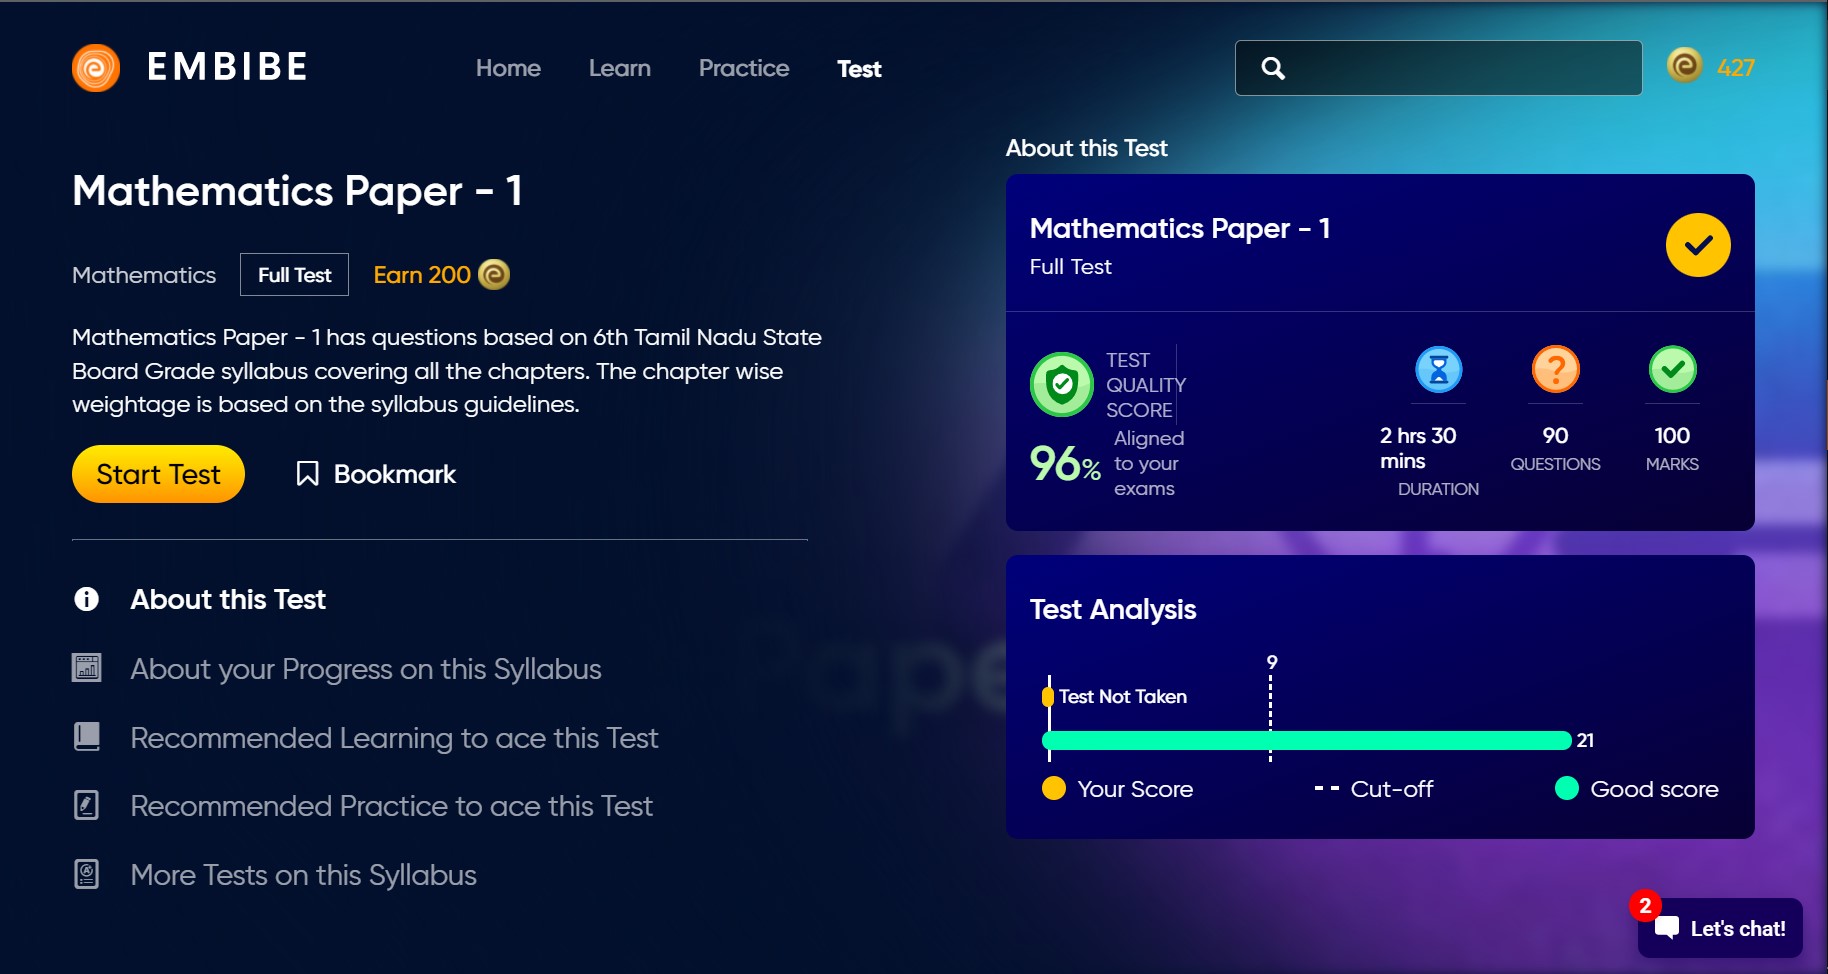 EMBIBE
Home
Learn
Practice
Test
427
Mathematics Paper - 1
Mathematics
Full Test
Earn 200
Mathematics Paper - 1 has questions based on 6th Tamil Nadu State
Board Grade syllabus covering all the chapters. The chapter wise
weightage is based on the syllabus guidelines.
Start Test
Bookmark
About this Test
About your Progress on this Syllabus
Recommended Learning to ace this Test
Recommended Practice to ace this Test
More Tests on this Syllabus
About this Test
Mathematics Paper - 1
Full Test
TEST
QUALITY
SCORE
96%
Aligned
to your
exams
2 hrs 30
mins
DURATION
90
QUESTIONS
100
MARKS
Test Analysis
9
Test Not Taken
21
Your Score
Cut-off
Good score
Pape
2
Let's chat!